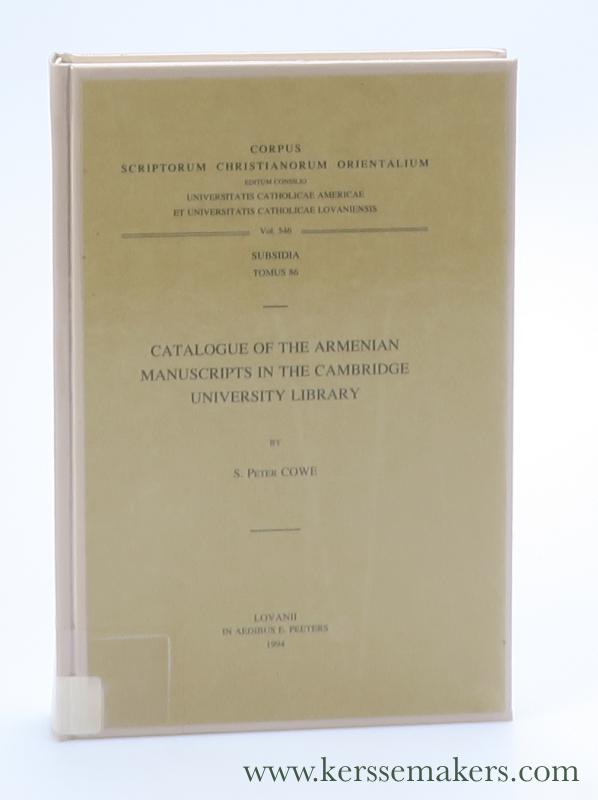 CORPUS
SCRIPTORUM CHRISTIANORUM ORIENTALIUM
EDITUM CONSILIO
UNIVERSITATIS CATHOLICAE AMERICAE
ET UNIVERSITATIS CATHOLICAE LOVANIENSIS
Vol. 546
SUBSIDIA
TOMUS 86
CATALOGUE OF THE ARMENIAN
MANUSCRIPTS IN THE CAMBRIDGE
UNIVERSITY LIBRARY
BY
S. PETER COWE
LOVANII
IN AEDIBUS E. PEETERS
1994
www.kerssemakers.com